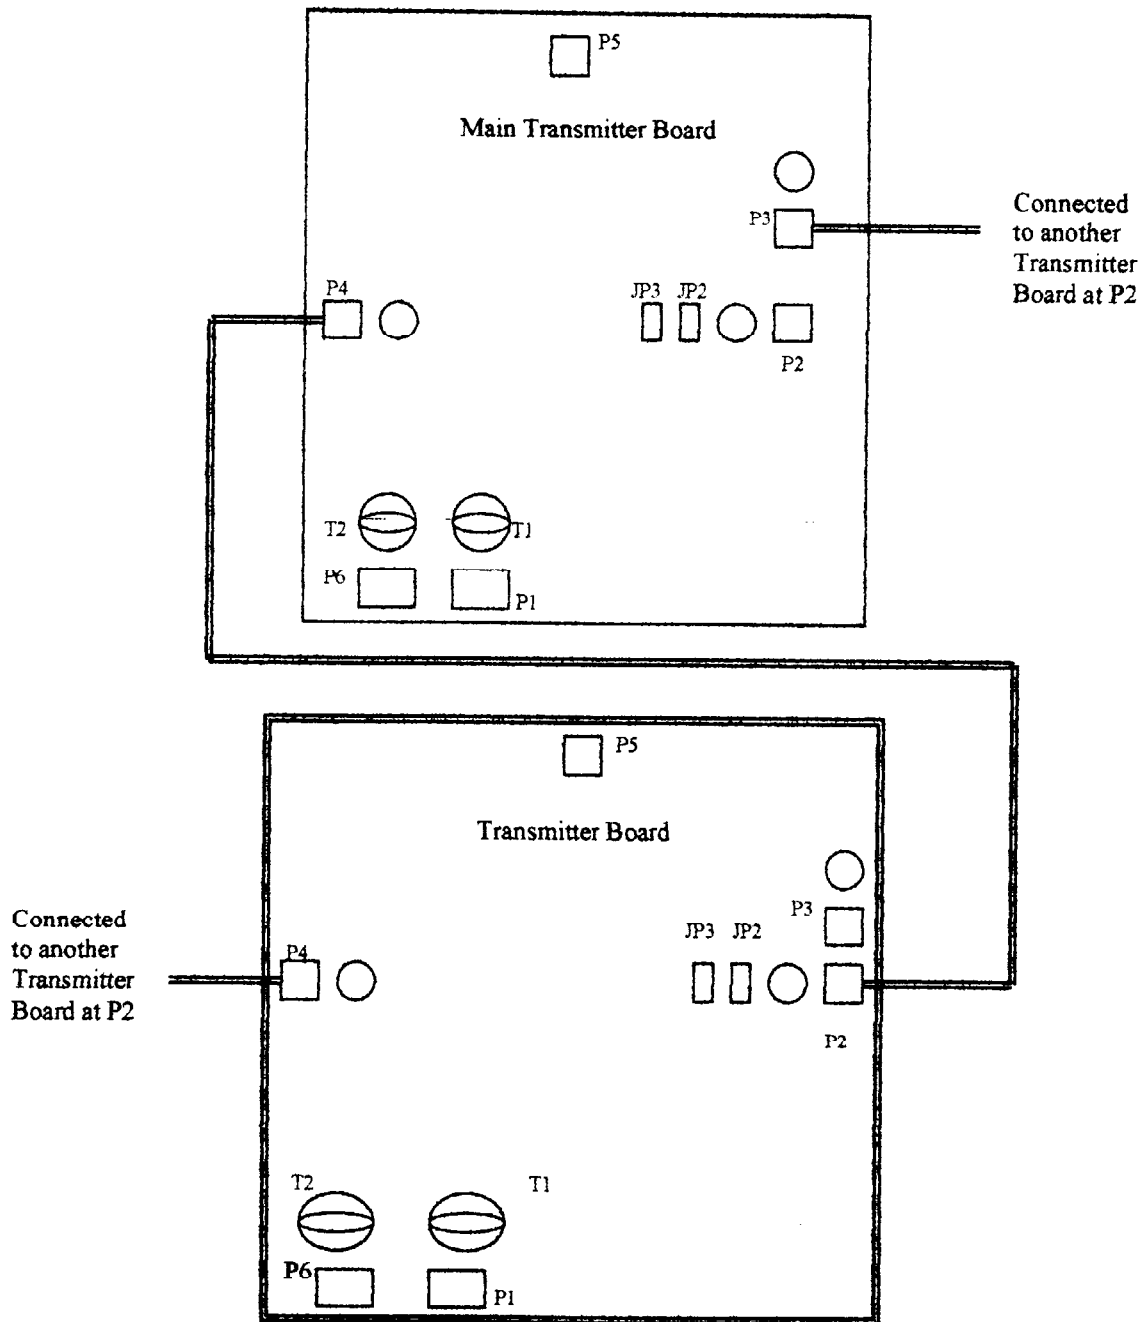 P5
Main Transmitter Board
P3
Connected
to another
Transmitter
Board at P2
P4
JP3
JP2
P2
T2
T1
P6
P1
P5
Transmitter Board
P3
JP3
JP2
Connected
to another
Transmitter
Board at P2
P4
P2
T2
T1
P6
P1